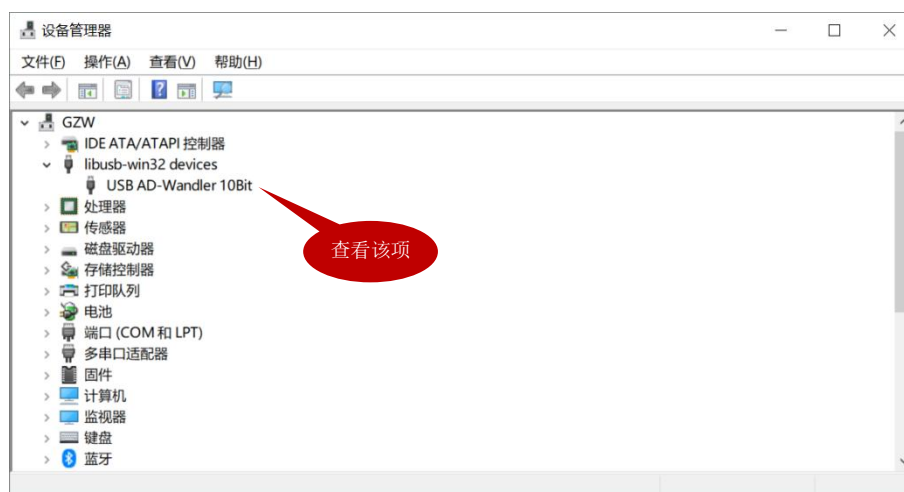 设备管理器
文件(F) 操作(A) 查看(V) 帮助(H)
GZW
IDE ATA/ATAPI 控制器
libusb-win32 devices
USB AD-Wandler 10Bit
处理器
传感器
查看该项
磁盘驱动器
存储控制器
打印队列
电池
端口 (COM 和 LPT)
多串口适配器
固件
计算机
监视器
键盘
蓝牙